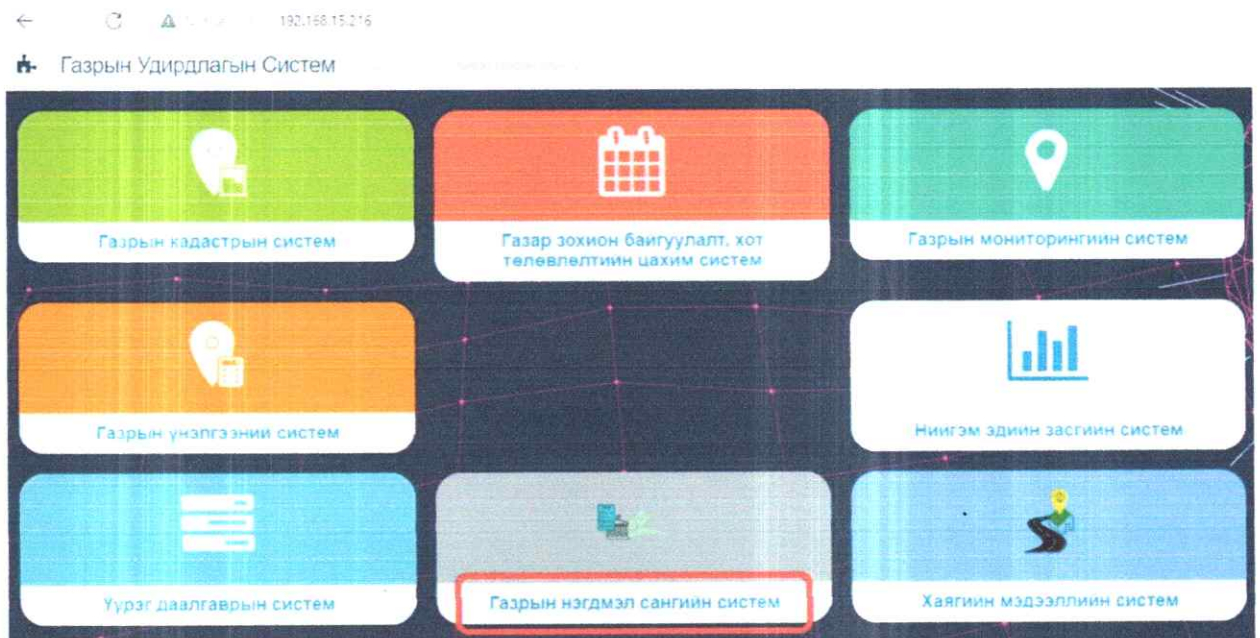 192.168.15.216
Газрын Удирдлагын Систем
Газрын кадастрын систем
Газар зохион байгуулалт, хот
төлөвлөлтийн цахим систем
Газрын мониторингийн систем
Газрын үнэлгээний систем
Нийгэм эдийн засгийн систем
Үүрэг даалгаврын систем
Газрын нэгдмэл сангийн систем
Хаягийн мэдээллийн систем